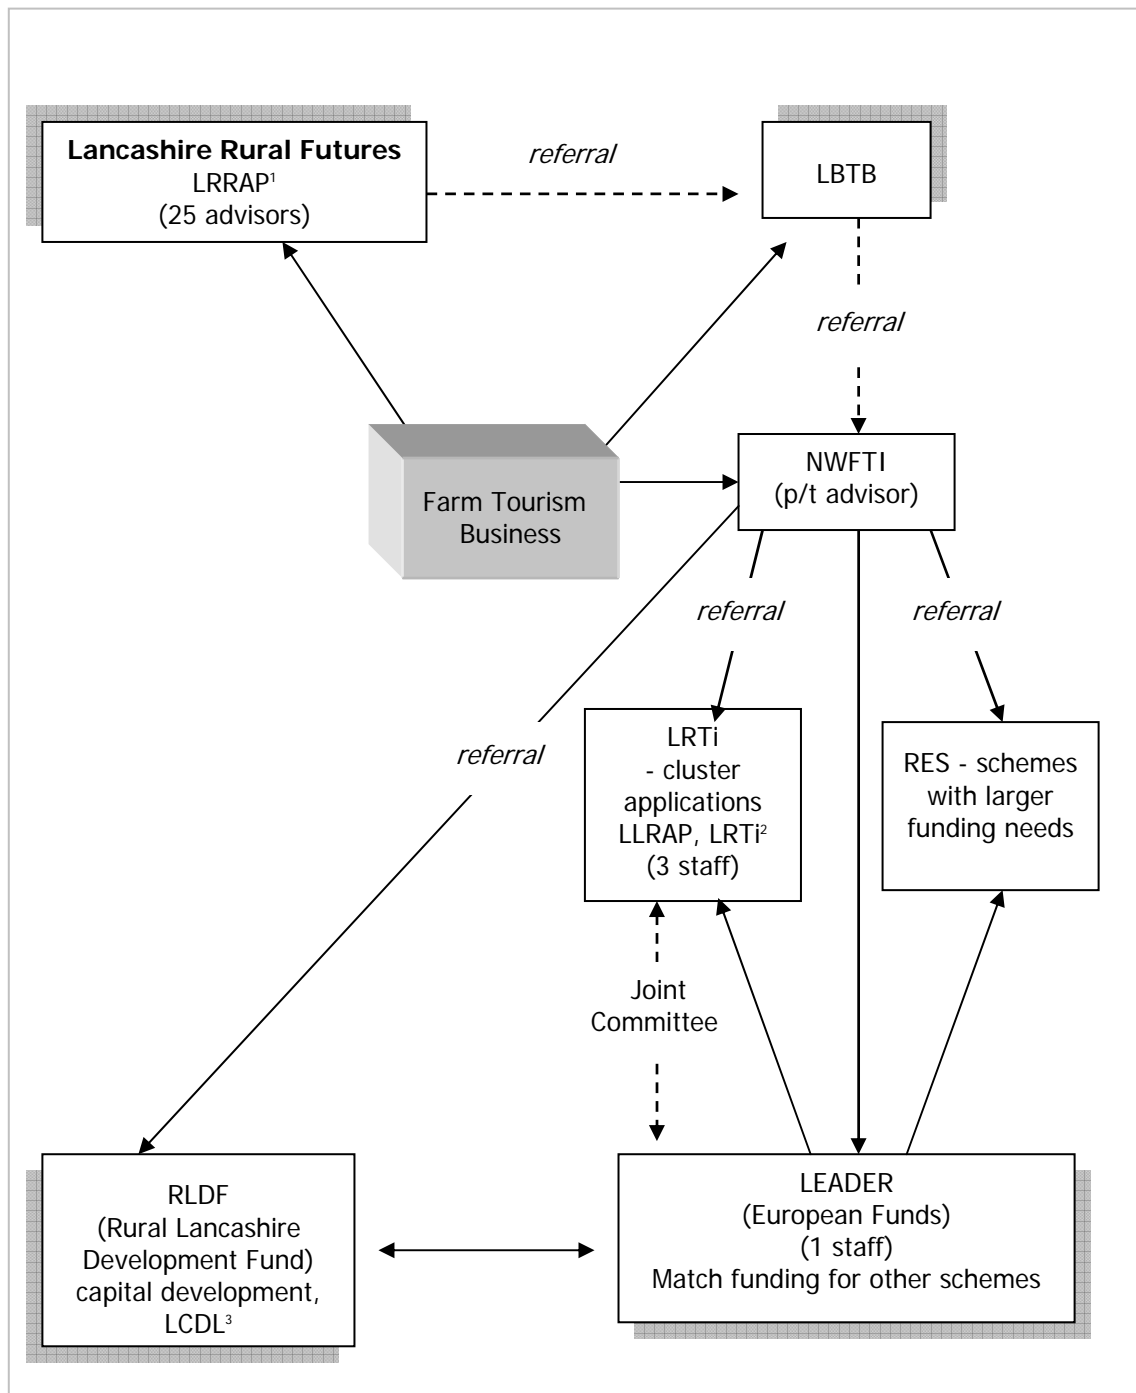 Lancashire Rural Futures
LRRAP¹
(25 advisors)
referral
LBTB
referral
Farm Tourism
Business
NWFTI
(p/t advisor)
referral
referral
referral
LRTi
- cluster
applications
LLRAP, LRTi²
(3 staff)
RES - schemes
with larger
funding needs
Joint
Committee
RLDF
(Rural Lancashire
Development Fund)
capital development,
LCDL³
LEADER
(European Funds)
(1 staff)
Match funding for other schemes